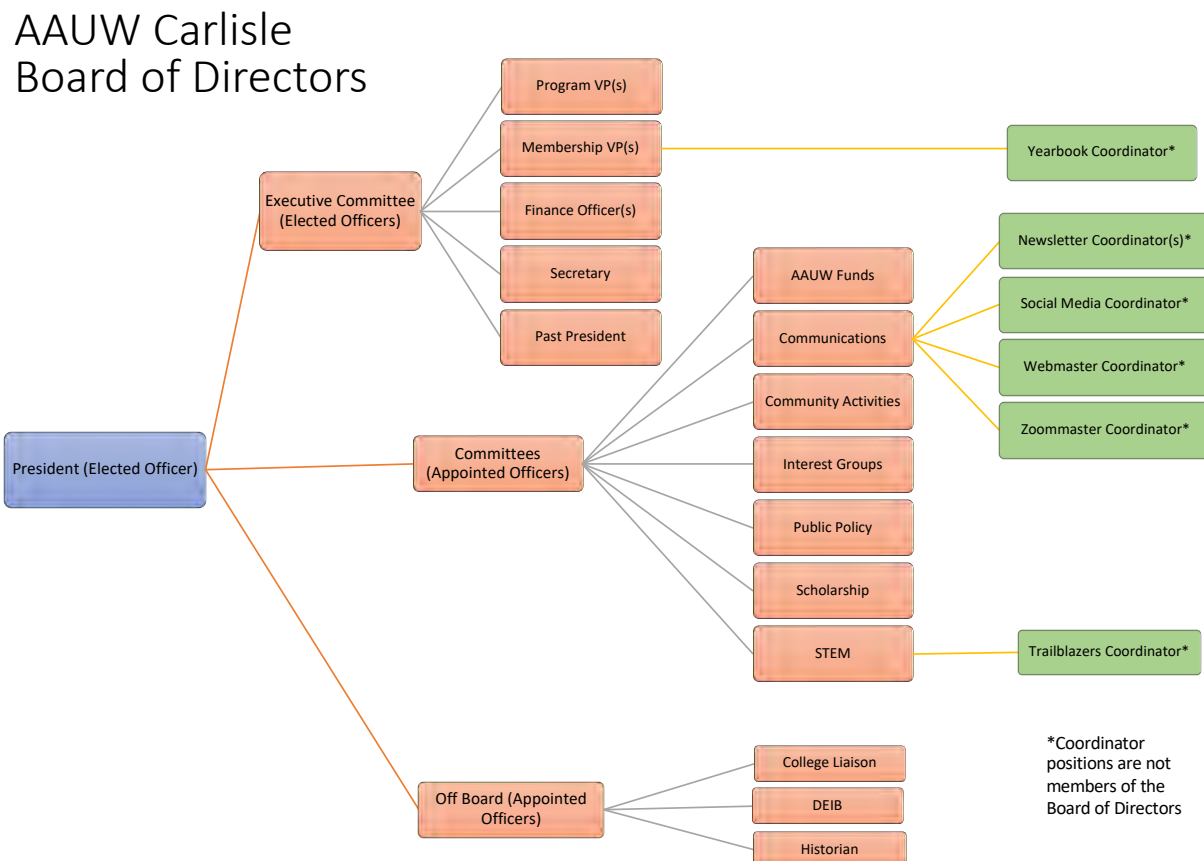 AAUW Carlisle
Board of Directors
Program VP(s)
Membership VP(s)
Yearbook Coordinator*
Executive Committee
(Elected Officers)
Finance Officer(s)
Secretary
Past President
Newsletter Coordinator(s)*
AAUW Funds
Social Media Coordinator*
Communications
Webmaster Coordinator*
Community Activities
Zoommaster Coordinator*
President (Elected Officer)
Committees
(Appointed Officers)
Interest Groups
Public Policy
Scholarship
STEM
Trailblazers Coordinator*
*Coordinator
positions are not
members of the
Board of Directors
Off Board (Appointed
Officers)
College Liaison
DEIB
Historian